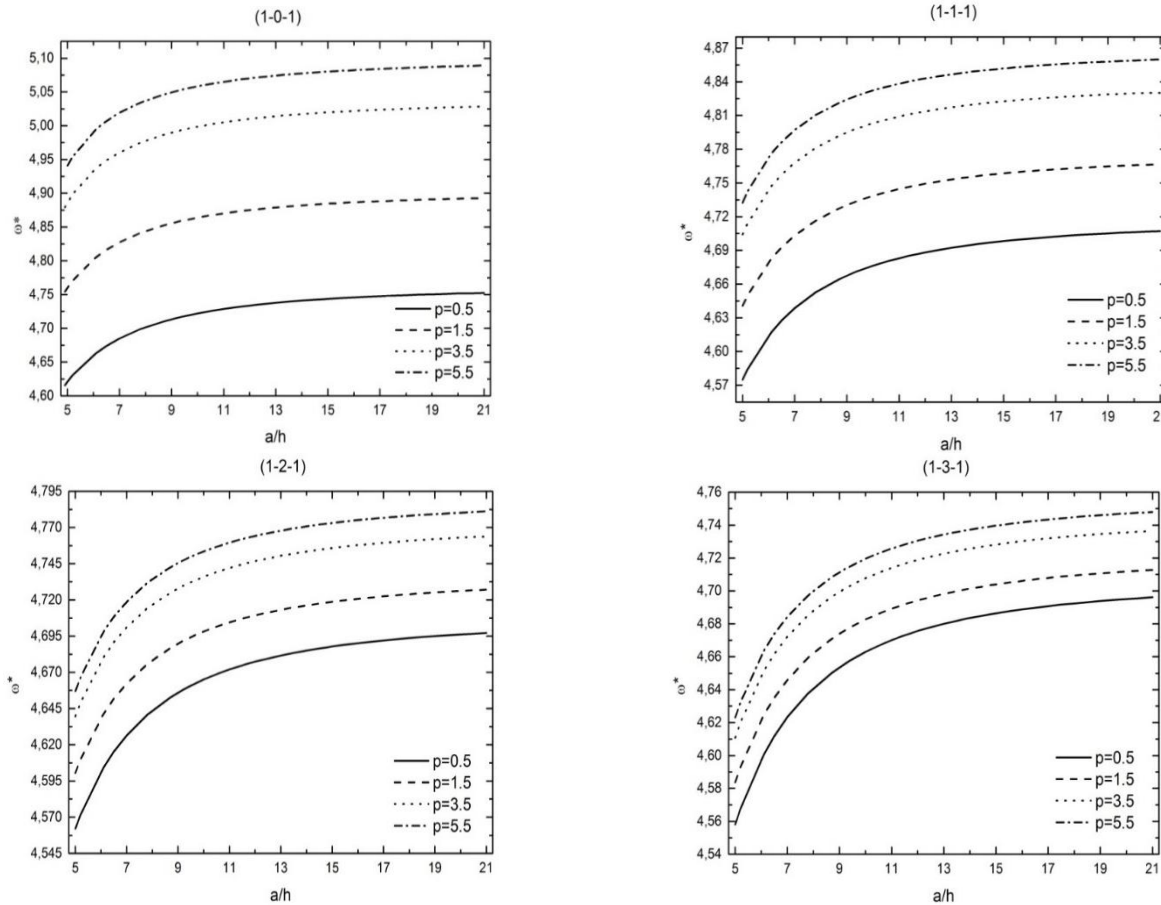 (1-0-1)
5,10
5,05
5,00
4,95
4,90
4,85
4,80
4,75
4,70
4,65
4,60
ω*
5 7 9 11 13 15 17 19 21
a/h
p=0.5
p=1.5
p=3.5
p=5.5
(1-1-1)
4,87
4,84
4,81
4,78
4,75
4,72
4,69
4,66
4,63
4,60
4,57
ω*
5 7 9 11 13 15 17 19 2
a/h
p=0.5
p=1.5
p=3.5
p=5.5
(1-2-1)
4,795
4,770
4,745
4,720
4,695
4,670
4,645
4,620
4,595
4,570
4,545
ω*
5 7 9 11 13 15 17 19 21
a/h
p=0.5
p=1.5
p=3.5
p=5.5
(1-3-1)
4,76
4,74
4,72
4,70
4,68
4,66
4,64
4,62
4,60
4,58
4,56
4,54
ω*
5 7 9 11 13 15 17 19 21
a/h
p=0.5
p=1.5
p=3.5
p=5.5